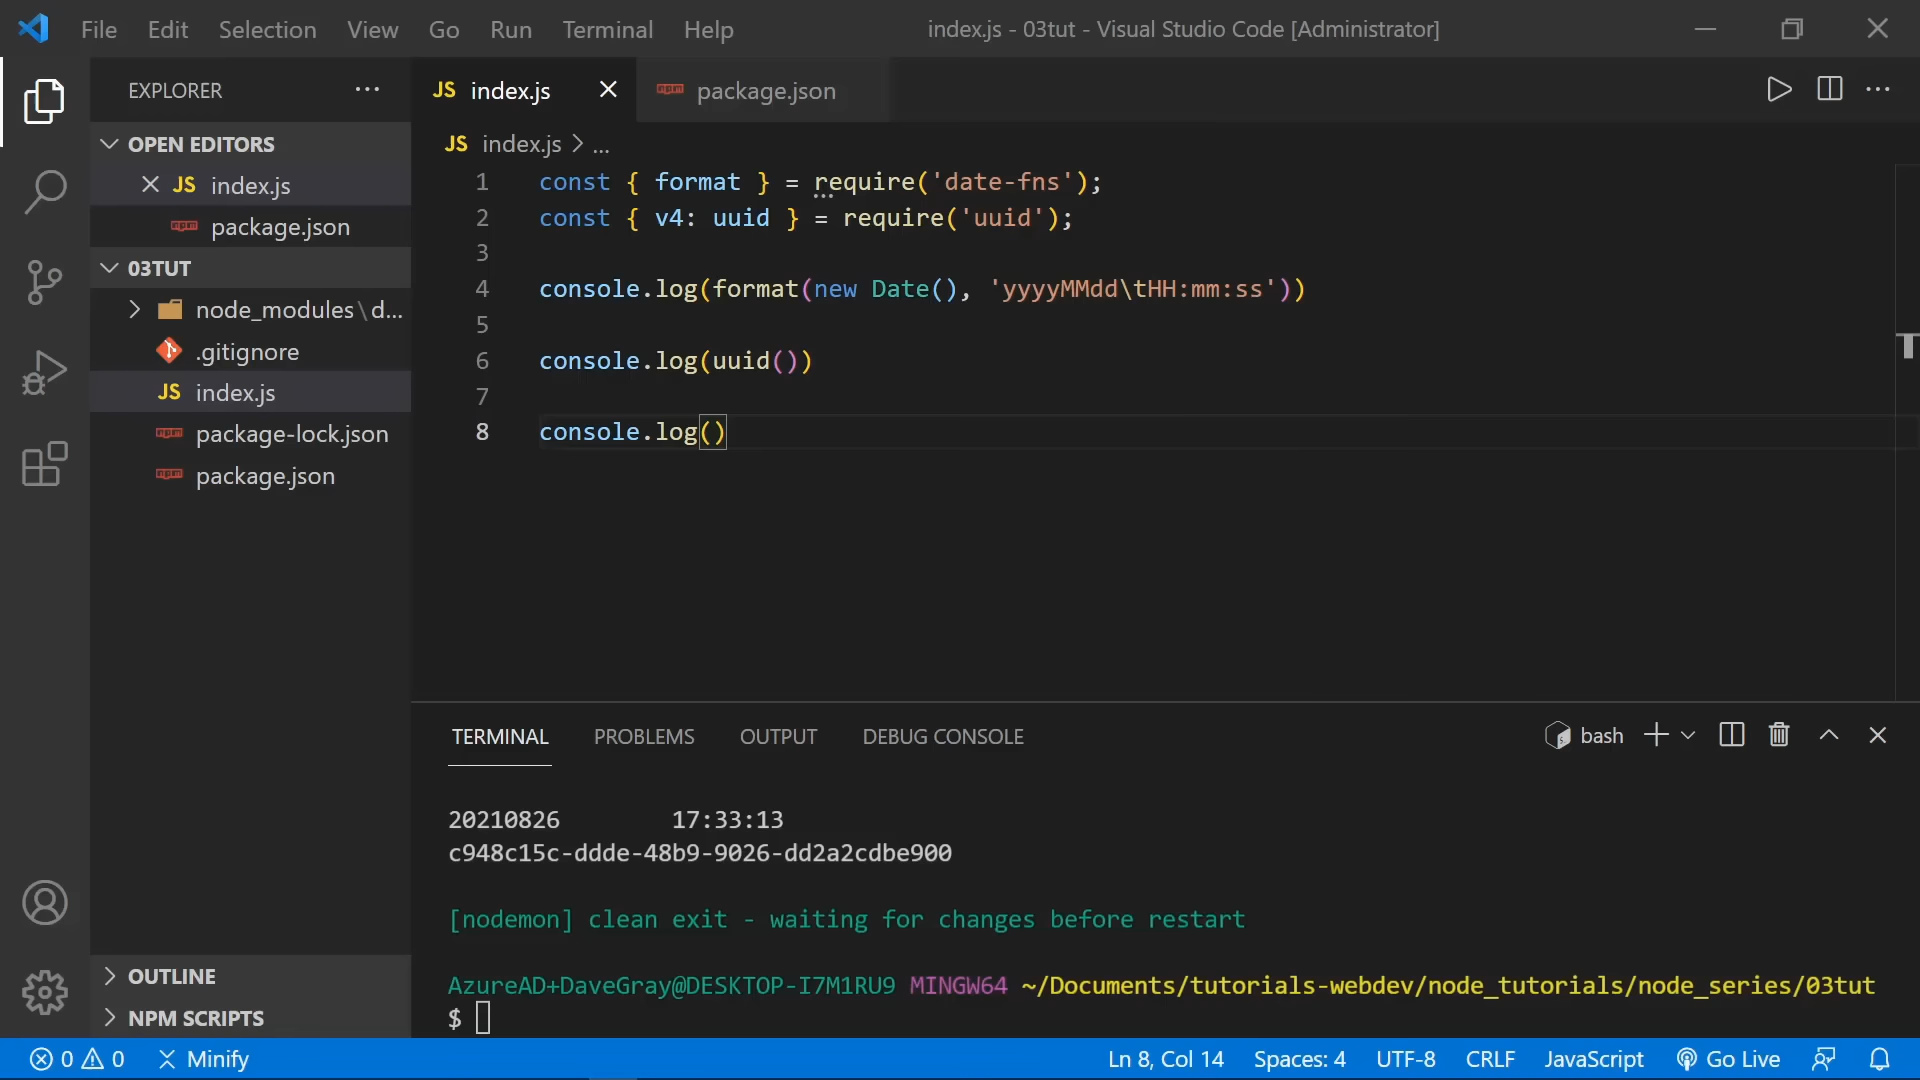 File Edit Selection View Go Run Terminal Help index.js - 03tut - Visual Studio Code [Administrator]
EXPLORER
OPEN EDITORS
JS index.js
npm package.json
03TUT
node_modules\d...
.gitignore
JS index.js
npm package-lock.json
npm package.json
OUTLINE
NPM SCRIPTS
JS index.js npm package.json
JS index.js > ...
1 const { format } = require('date-fns');
2 const { v4: uuid } = require('uuid');
3
4 console.log(format(new Date(), 'yyyyMMdd\tHH:mm:ss'))
5
6 console.log(uuid())
7
8 console.log()
TERMINAL PROBLEMS OUTPUT DEBUG CONSOLE bash
20210826 17:33:13
c948c15c-ddde-48b9-9026-dd2a2cdbe900
[nodemon] clean exit - waiting for changes before restart
AzureAD+DaveGray@DESKTOP-I7M1RU9 MINGW64 ~/Documents/tutorials-webdev/node_tutorials/node_series/03tut
$
0 0 Minify Ln 8, Col 14 Spaces: 4 UTF-8 CRLF JavaScript Go Live